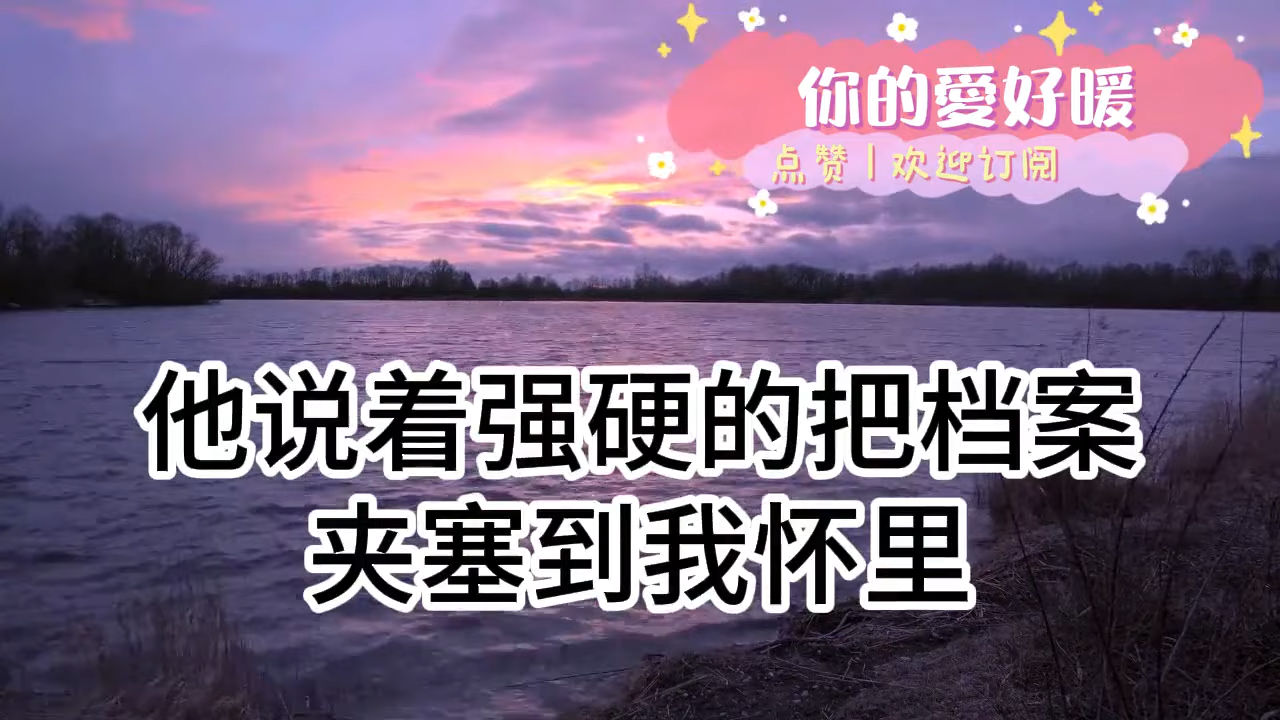 你的愛好暖
点赞 | 欢迎订阅
他说着强硬的把档案
夹塞到我怀里